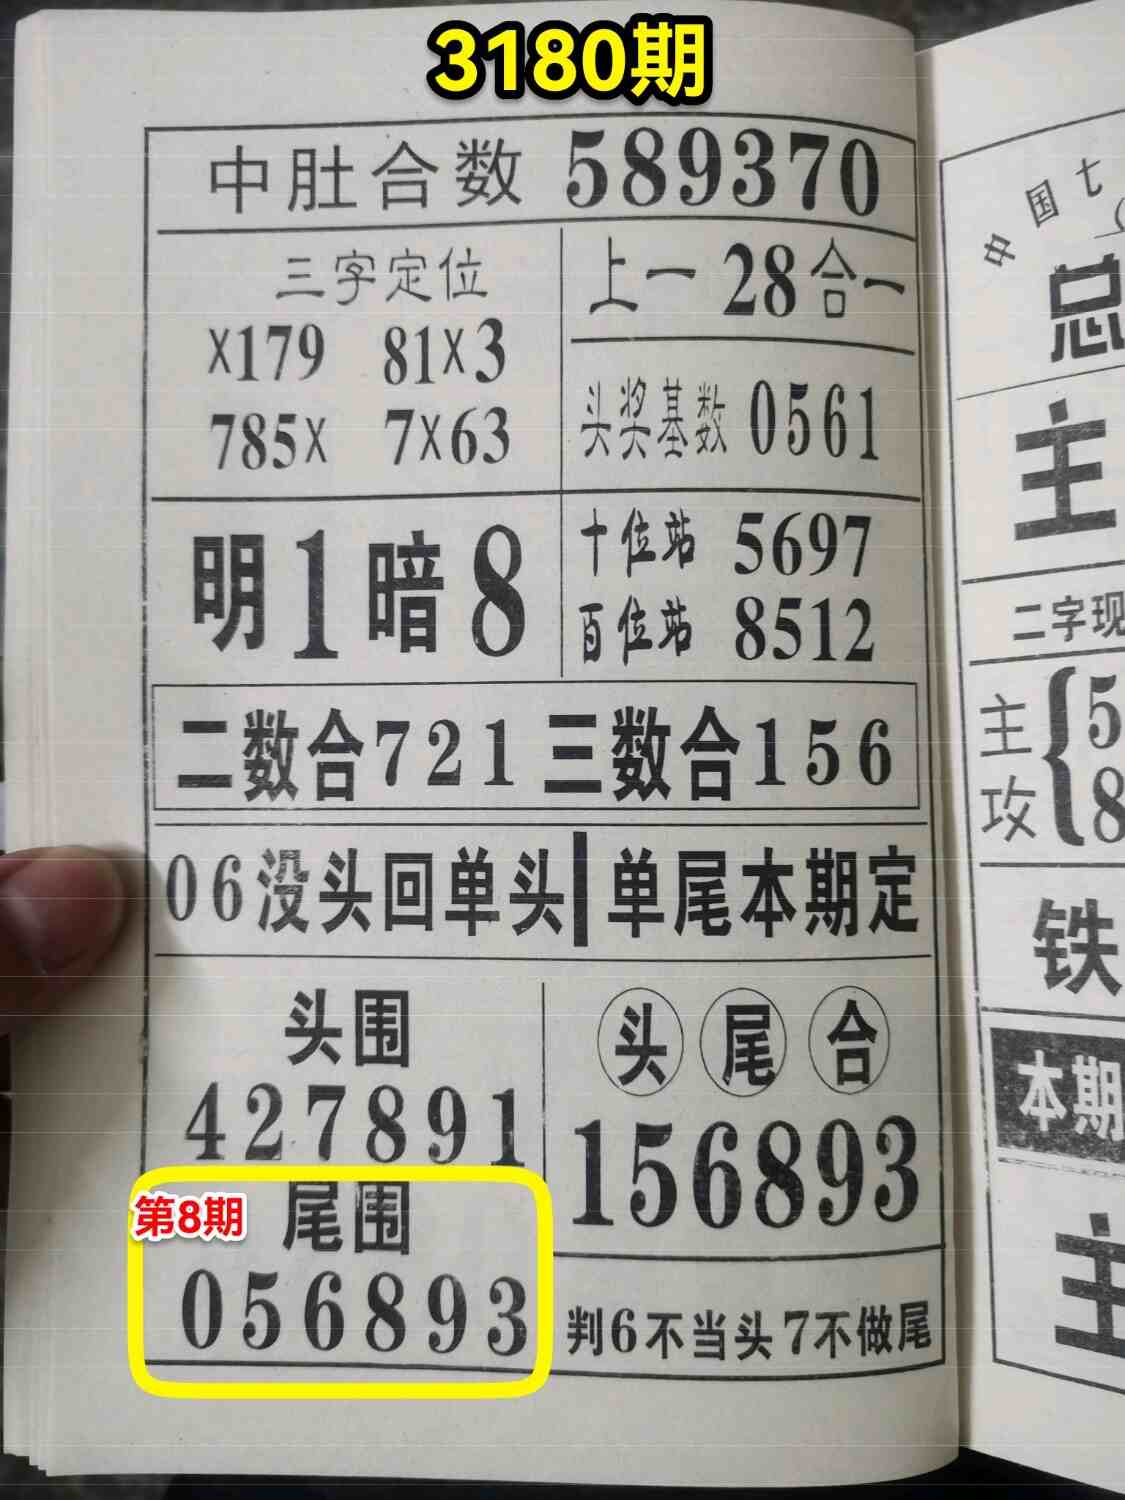 3180期
中肚合数 589370
三字定位
X179 81X3
785X 7X63
上一28合一
头奖基数 0561
明1暗8
十位站 5697
百位站 8512
二数合721 三数合156
06没头回单头 单尾本期定
头围
427891
第8期
尾围
056893
头尾合
156893
判6不当头7不做尾
中国七
总
主
二字现
主攻{5
8
铁
本期
主